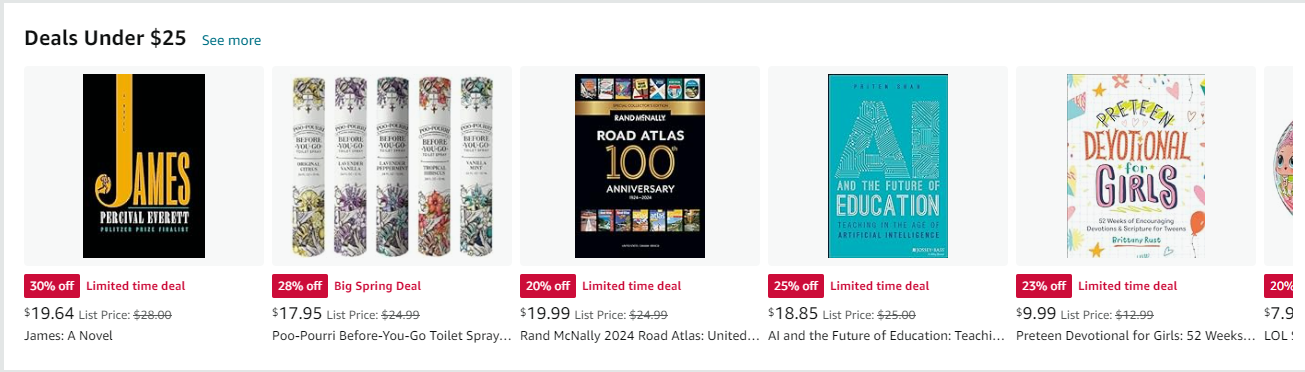 Deals Under $25 See more
A NOVEL
JAMES
PERCIVAL EVERETT
PULITZER PRIZE FINALIST
30% off Limited time deal
$19.64 List Price: $28.00
James: A Novel
POO-POURRI
BEFORE
·YOU-GO·
TOILET SPRAY
ORIGINAL
CITRUS
POO-POURRI
BEFORE
·YOU-GO·
TOILET SPRAY
LAVENDER
VANILLA
POO-POURRI
BEFORE
·YOU-GO·
TOILET SPRAY
LAVENDER
PEPPERMINT
POO-POURRI
BEFORE
·YOU-GO·
TOILET SPRAY
TROPICAL
HIBISCUS
POO-POURRI
BEFORE
·YOU-GO·
TOILET SPRAY
VANILLA
MINT
28% off Big Spring Deal
$17.95 List Price: $24.99
Poo-Pourri Before-You-Go Toilet Spray...
SPECIAL COLLECTOR'S EDITION
RAND MCNALLY
ROAD ATLAS
100th
ANNIVERSARY
1924-2024
20% off Limited time deal
$19.99 List Price: $24.99
Rand McNally 2024 Road Atlas: United...
PRITEN SHAH
AI
AND THE FUTURE OF
EDUCATION
TEACHING IN THE AGE OF
ARTIFICIAL INTELLIGENCE
JOSSEY-BASS
25% off Limited time deal
$18.85 List Price: $25.00
AI and the Future of Education: Teachi...
PRETEEN
DEVOTIONAL
for
GIRLS
52 Weeks of Encouraging
Devotions & Scripture for Tweens
Brittany Rust
23% off Limited time deal
$9.99 List Price: $12.99
Preteen Devotional for Girls: 52 Weeks...
20%
$7.9
LOL